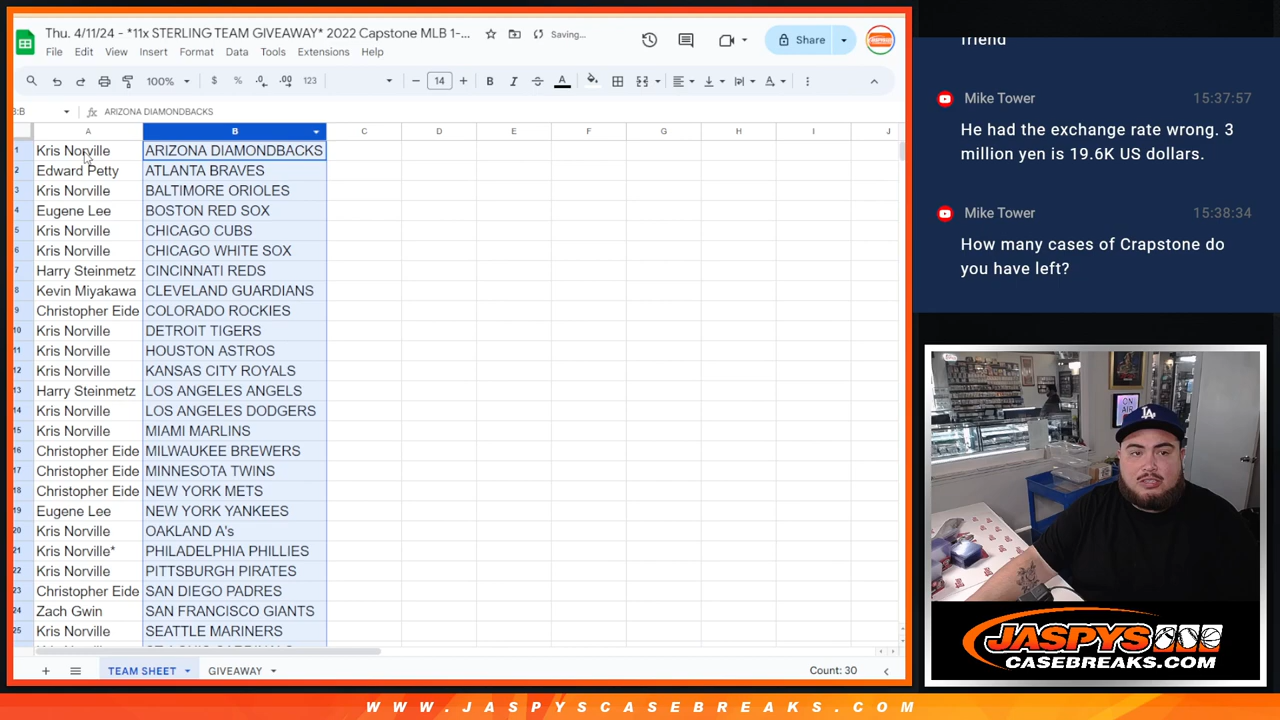 Thu. 4/11/24 - *11x STERLING TEAM GIVEAWAY* 2022 Capstone MLB 1-...
Saving...
Share
File Edit View Insert Format Data Tools Extensions Help
100% $ % .0 .00 123 - 14 + B I A
B:B
fx ARIZONA DIAMONDBACKS
A B C D E F G H I J
1 Kris Norville ARIZONA DIAMONDBACKS
2 Edward Petty ATLANTA BRAVES
3 Kris Norville BALTIMORE ORIOLES
4 Eugene Lee BOSTON RED SOX
5 Kris Norville CHICAGO CUBS
6 Kris Norville CHICAGO WHITE SOX
7 Harry Steinmetz CINCINNATI REDS
8 Kevin Miyakawa CLEVELAND GUARDIANS
9 Christopher Eide COLORADO ROCKIES
10 Kris Norville DETROIT TIGERS
11 Kris Norville HOUSTON ASTROS
12 Kris Norville KANSAS CITY ROYALS
13 Harry Steinmetz LOS ANGELES ANGELS
14 Kris Norville LOS ANGELES DODGERS
15 Kris Norville MIAMI MARLINS
16 Christopher Eide MILWAUKEE BREWERS
17 Christopher Eide MINNESOTA TWINS
18 Christopher Eide NEW YORK METS
19 Eugene Lee NEW YORK YANKEES
20 Kris Norville OAKLAND A's
21 Kris Norville* PHILADELPHIA PHILLIES
22 Kris Norville PITTSBURGH PIRATES
23 Christopher Eide SAN DIEGO PADRES
24 Zach Gwin SAN FRANCISCO GIANTS
25 Kris Norville SEATTLE MARINERS
TEAM SHEET
GIVEAWAY
Count: 30
friend
Mike Tower 15:37:57
He had the exchange rate wrong. 3
million yen is 19.6K US dollars.
Mike Tower 15:38:34
How many cases of Crapstone do
you have left?
ON
AIR
LA
JASPYS
CASEBREAKS.COM
WWW.JASPYSCASEBREAKS.COM